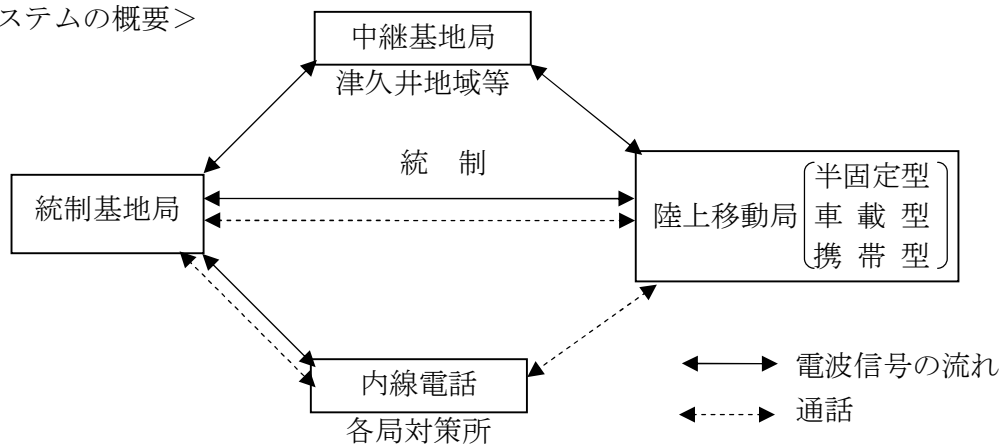 ステムの概要＞
中継基地局
津久井地域等
統　制
統制基地局
陸上移動局
半固定型
車 載 型
携 帯 型
内線電話
各局対策所
電波信号の流れ
通話